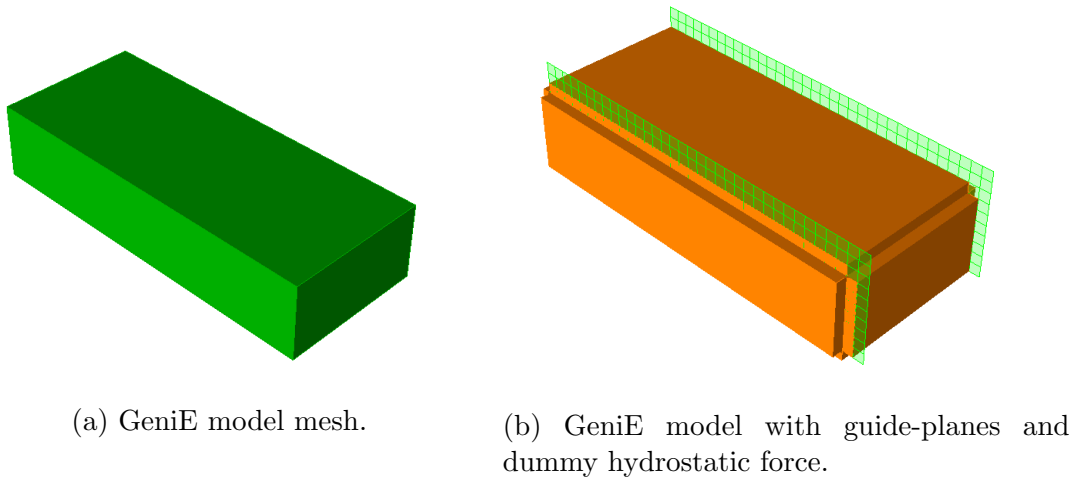 (a) GeniE model mesh.
(b) GeniE model with guide-planes and
dummy hydrostatic force.